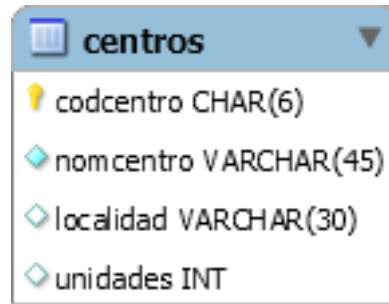 centros
codcentro CHAR(6)
nomcentro VARCHAR(45)
localidad VARCHAR(30)
unidades INT